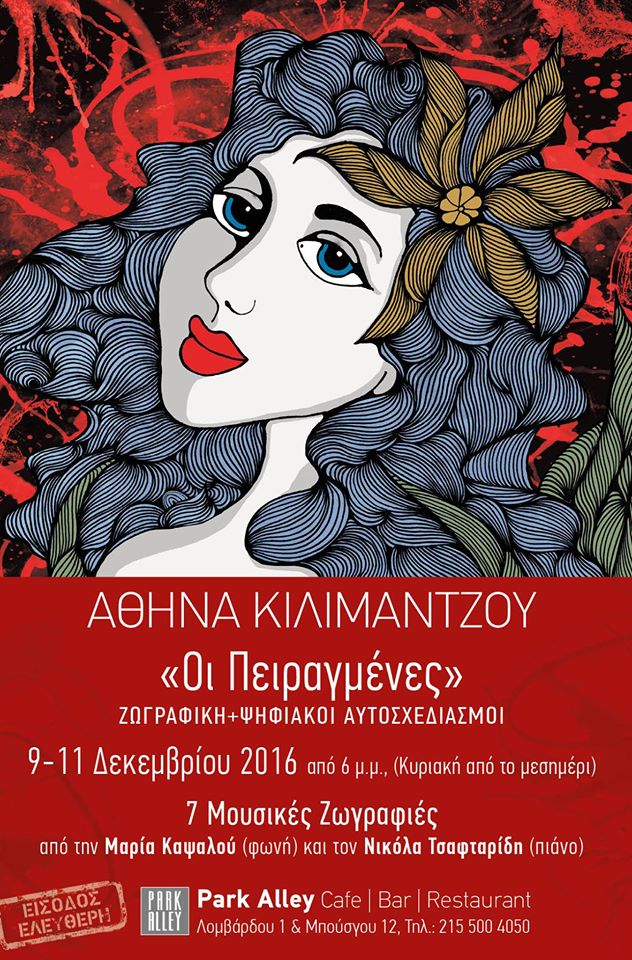 ΑΘΗΝΑ ΚΙΛΙΜΑΝΤΖΟΥ
«Οι Πειραγμένες»
ΖΩΓΡΑΦΙΚΗ+ΨΗΦΙΑΚΟΙ ΑΥΤΟΣΧΕΔΙΑΣΜΟΙ
9-11 Δεκεμβρίου 2016 από 6 μ.μ., (Κυριακή από το μεσημέρι)
7 Μουσικές Ζωγραφιές
από την Μαρία Καψαλού (φωνή) και τον Νικόλα Τσαφταρίδη (πιάνο)
ΕΙΣΟΔΟΣ
ΕΛΕΥΘΕΡΗ
PARK
ALLEY
Park Alley Cafe | Bar | Restaurant
Λομβάρδου 1 & Μπούσγου 12, Τηλ.: 215 500 4050